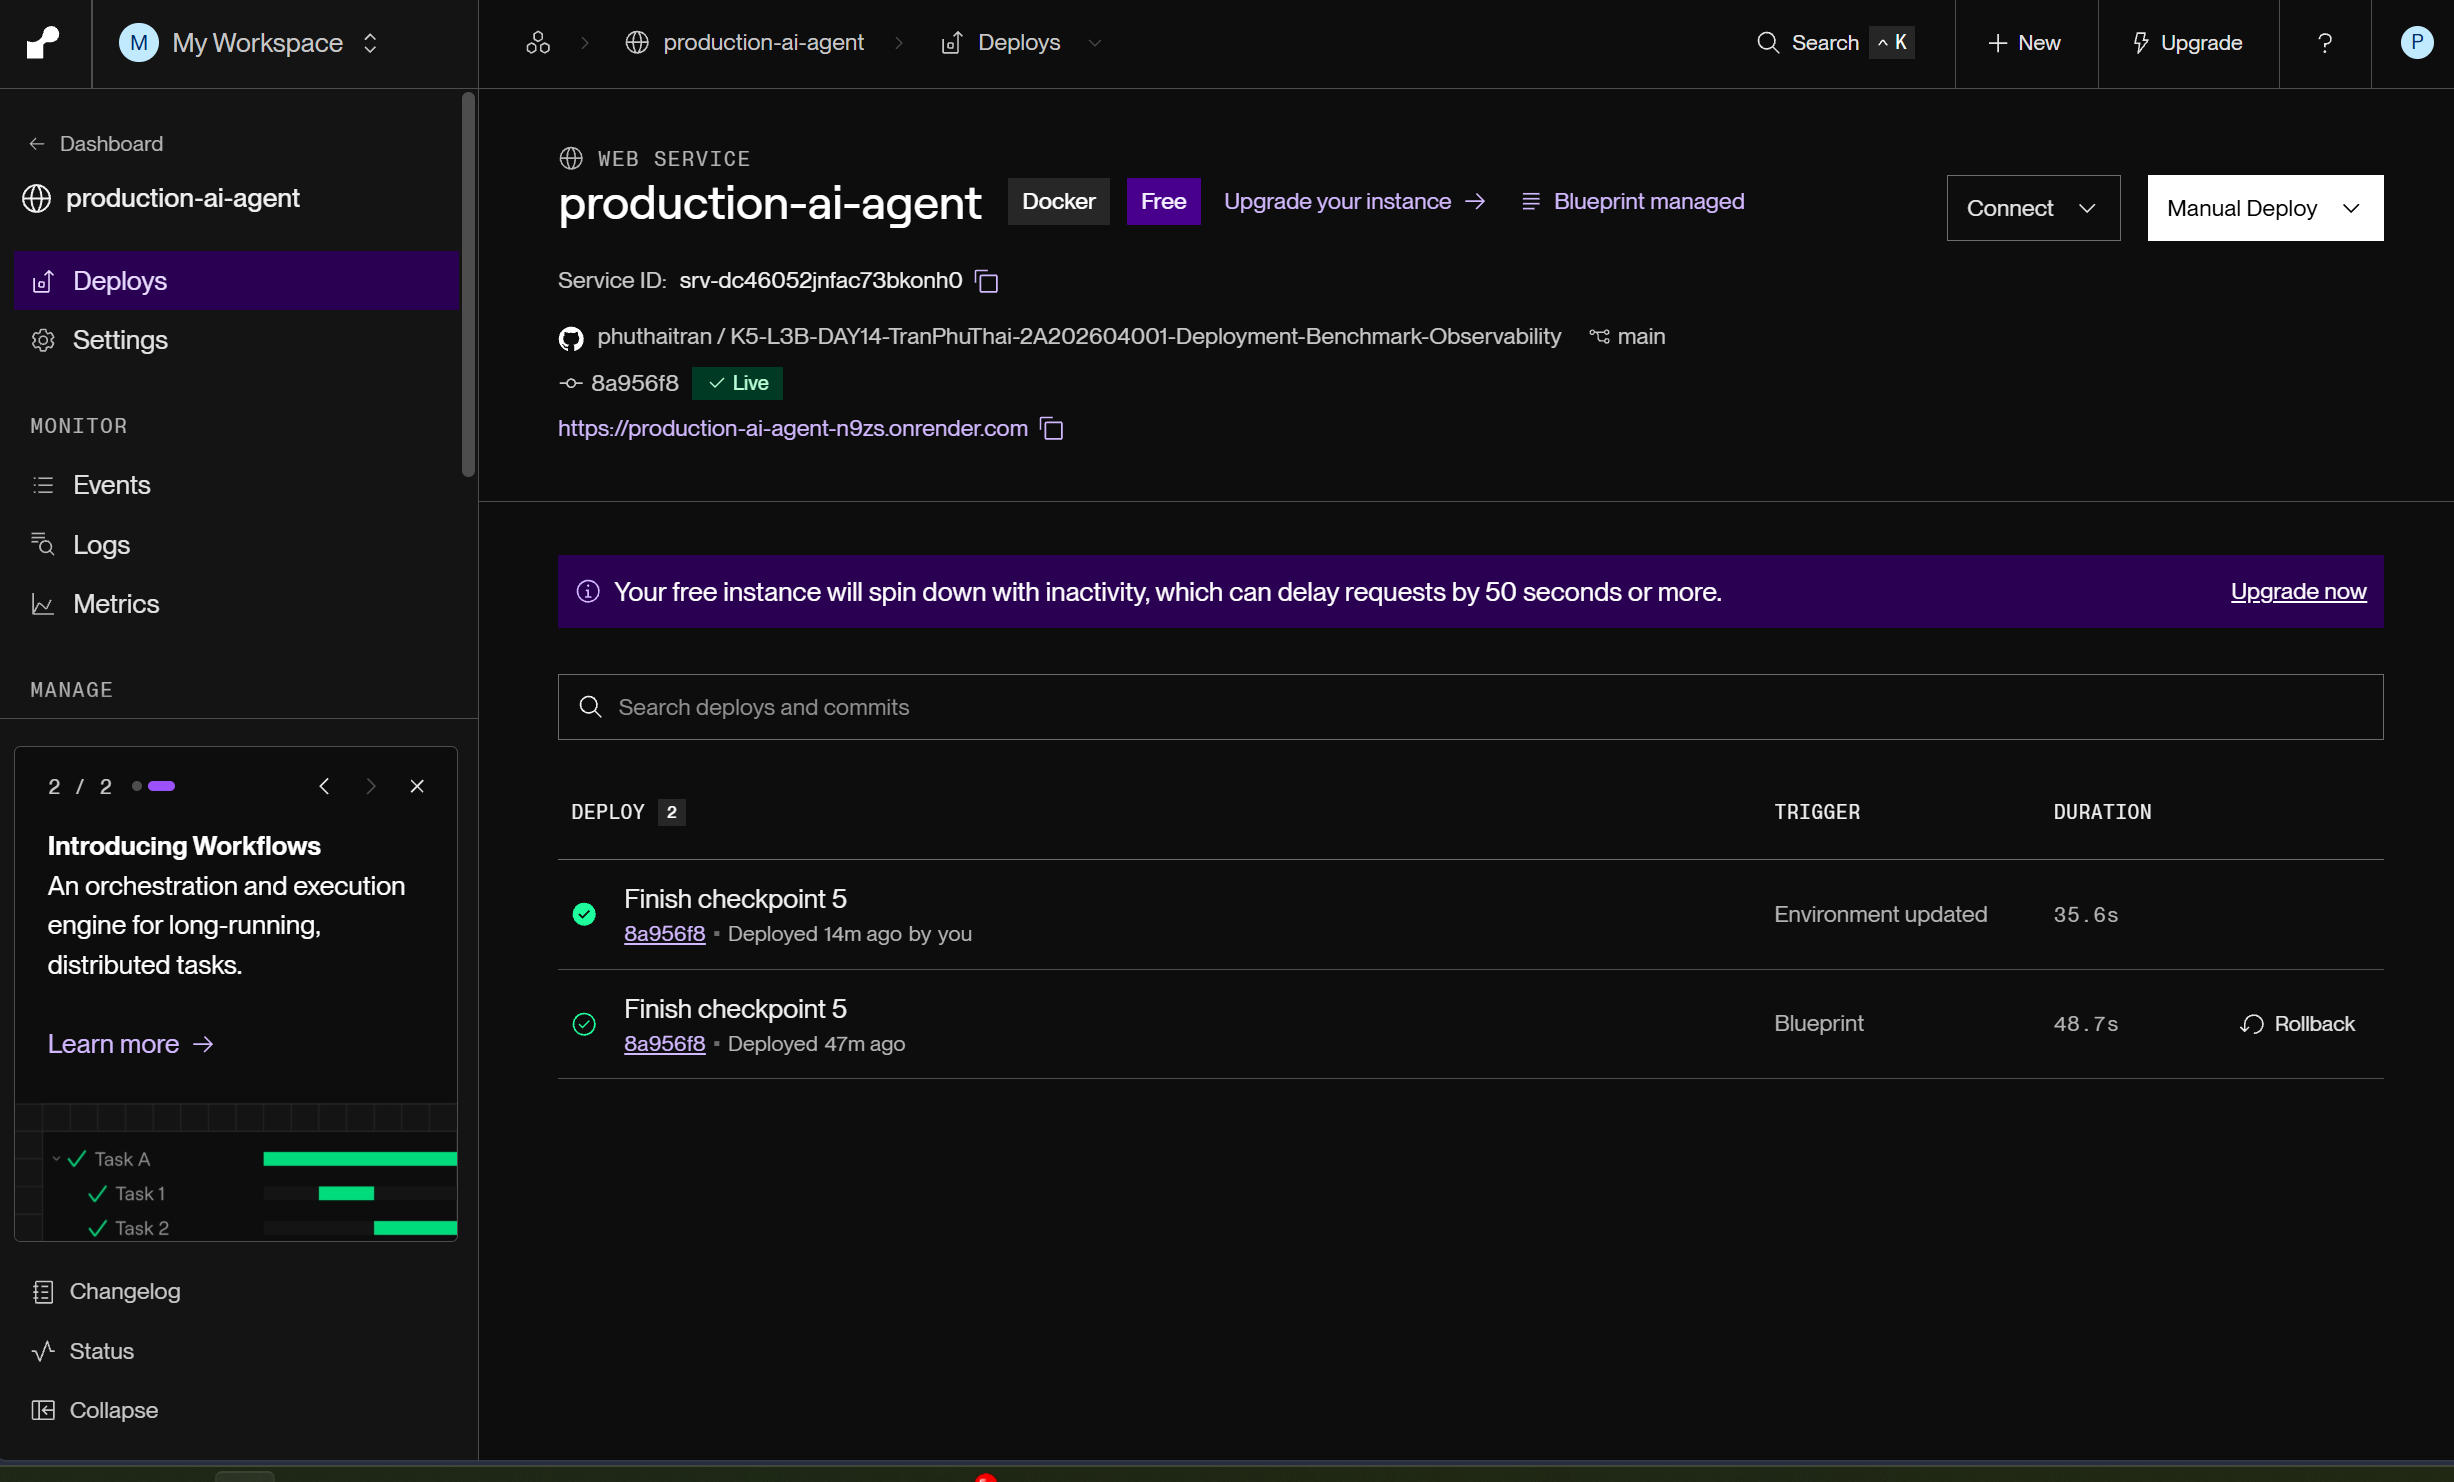 M My Workspace
production-ai-agent
Deploys
Search ^ K
+ New
Upgrade
?
P
← Dashboard
production-ai-agent
Deploys
Settings
MONITOR
Events
Logs
Metrics
MANAGE
2 / 2
Introducing Workflows
An orchestration and execution
engine for long-running,
distributed tasks.
Learn more →
Task A
Task 1
Task 2
Changelog
Status
Collapse
WEB SERVICE
production-ai-agent Docker Free Upgrade your instance → Blueprint managed
Connect
Manual Deploy
Service ID: srv-dc46052jnfac73bkonh0
phuthaitran / K5-L3B-DAY14-TranPhuThai-2A202604001-Deployment-Benchmark-Observability main
8a956f8 Live
https://production-ai-agent-n9zs.onrender.com
Your free instance will spin down with inactivity, which can delay requests by 50 seconds or more. Upgrade now
Search deploys and commits
DEPLOY 2 TRIGGER DURATION
Finish checkpoint 5
8a956f8 ▪ Deployed 14m ago by you
Environment updated 35.6s
Finish checkpoint 5
8a956f8 ▪ Deployed 47m ago
Blueprint 48.7s Rollback